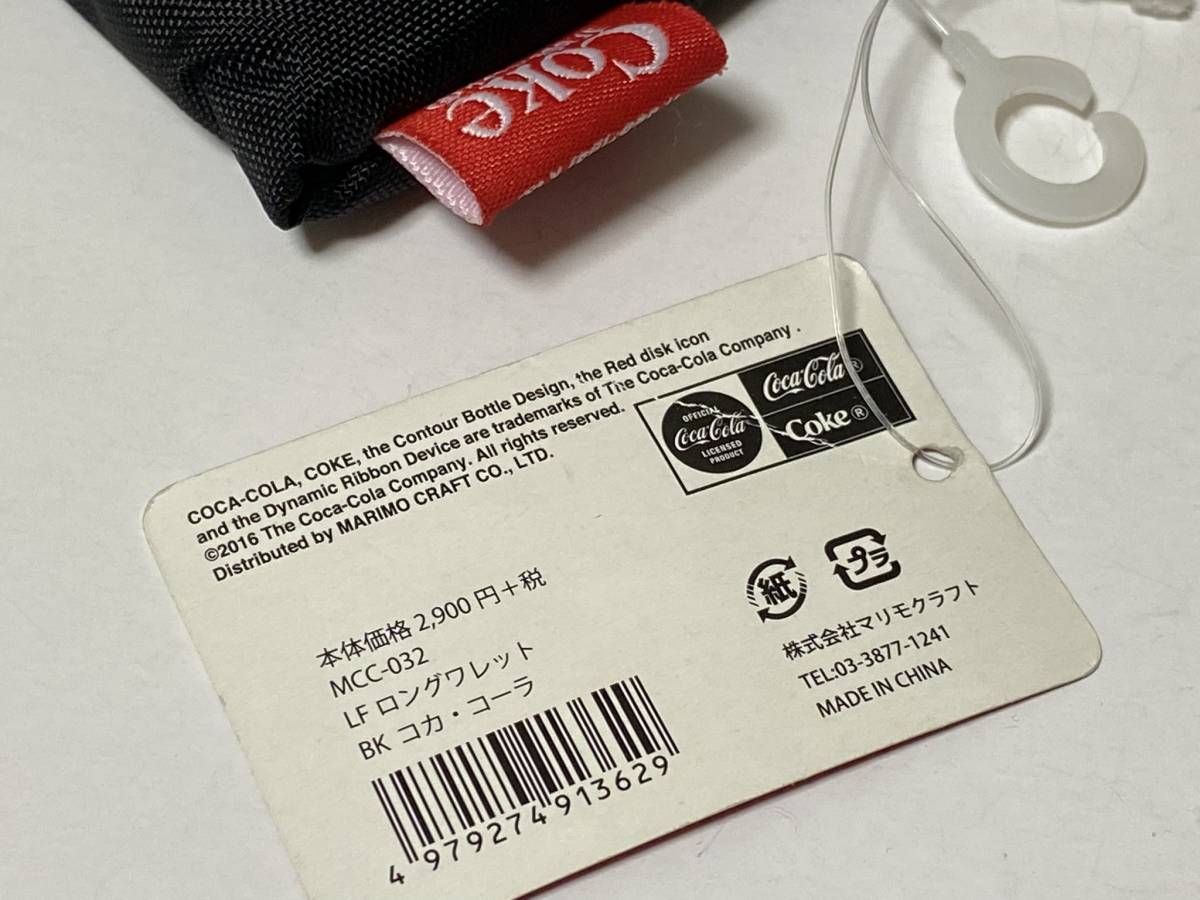 Coke
COCA-COLA, COKE, the Contour Bottle Design, the Red disk icon
and the Dynamic Ribbon Device are trademarks of The Coca-Cola Company .
©2016 The Coca-Cola Company. All rights reserved.
Distributed by MARIMO CRAFT CO., LTD.
OFFICIAL
Coca-Cola
LICENSED
PRODUCT
Coca-Cola®
Coke®
本体価格 2,900 円+税
MCC-032
LF ロングワレット
BK コカ・コーラ
4979274913629
紙
プラ
株式会社マリモクラフト
TEL:03-3877-1241
MADE IN CHINA